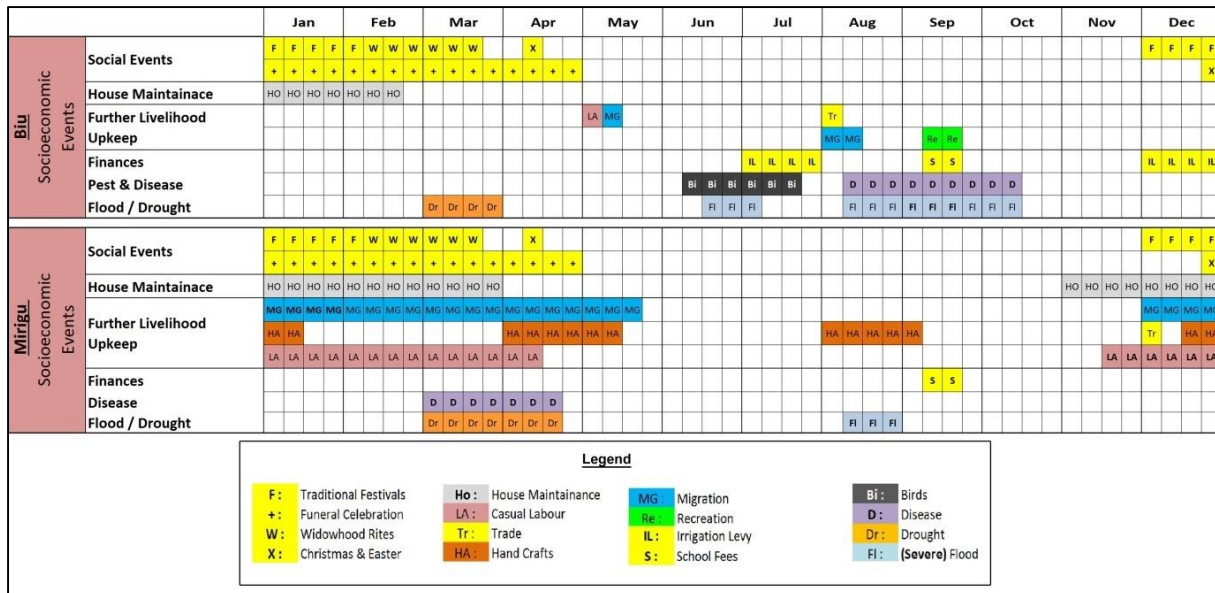 Jan Feb Mar Apr May Jun Jul Aug Sep Oct Nov Dec
Biu
Socioeconomic
Events
Social Events
F F F F F W W W W W W X F F F F
+ + + + + + + + + + + + + + + + X
House Maintainace HO HO HO HO HO HO HO
Further Livelihood LA MG Tr
Upkeep MG MG Re Re
Finances IL IL IL IL S S IL IL IL IL
Pest & Disease Bi Bi Bi Bi Bi Bi D D D D D D D D D
Flood / Drought Dr Dr Dr Dr Fl Fl Fl Fl Fl Fl Fl Fl Fl Fl Fl Fl
Mirigu
Socioeconomic
Events
Social Events
F F F F F W W W W W W X F F F F
+ + + + + + + + + + + + + + + + X
House Maintainace HO HO HO HO HO HO HO HO HO HO HO HO HO HO HO HO HO HO HO HO
Further Livelihood
Upkeep
MG MG MG MG MG MG MG MG MG MG MG MG MG MG MG MG MG MG MG MG MG MG MG
HA HA HA HA HA HA HA HA HA HA HA HA HA Tr HA HA
LA LA LA LA LA LA LA LA LA LA LA LA LA LA LA LA LA LA LA LA
Finances S S
Disease D D D D D D D
Flood / Drought Dr Dr Dr Dr Dr Dr Dr Fl Fl Fl
Legend
F : Traditional Festivals
+ : Funeral Celebration
W : Widowhood Rites
X : Christmas & Easter
Ho : House Maintainance
LA : Casual Labour
Tr : Trade
HA : Hand Crafts
MG : Migration
Re : Recreation
IL : Irrigation Levy
S : School Fees
Bi : Birds
D : Disease
Dr : Drought
Fl : (Severe) Flood